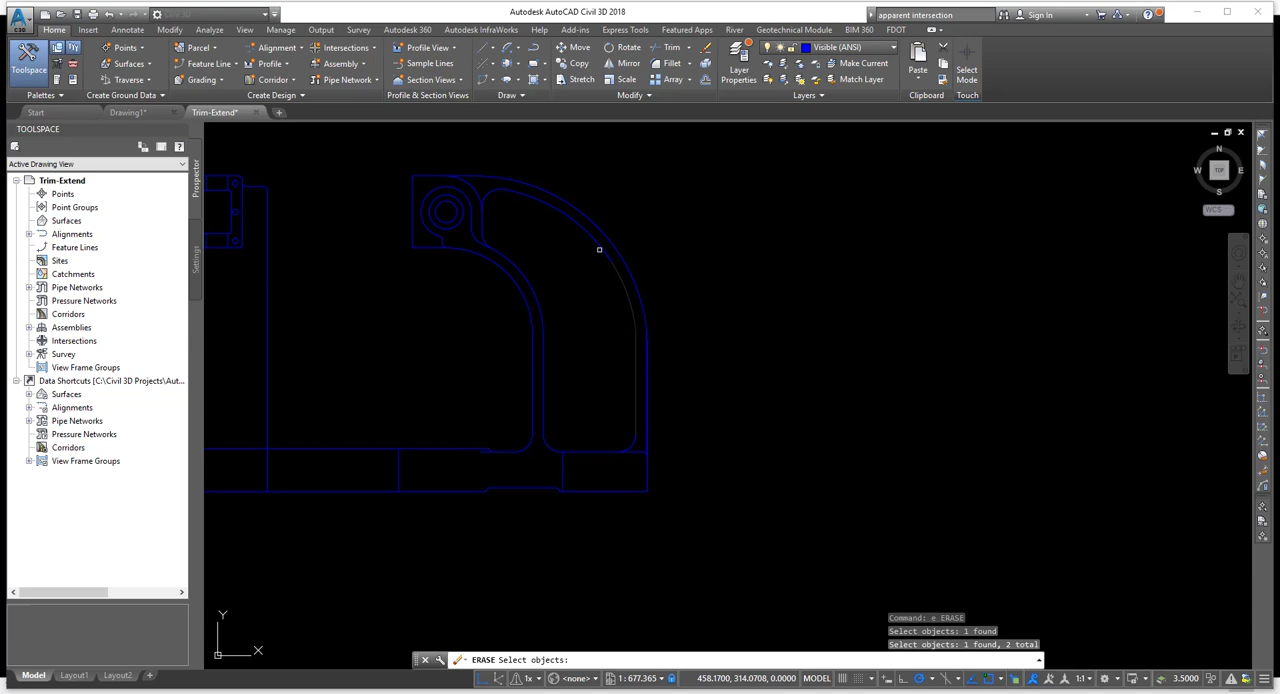 Autodesk AutoCAD Civil 3D 2018
apparent intersection
Sign In
C3D
Home Insert Annotate Modify Analyze View Manage Output Survey Autodesk 360 Autodesk InfraWorks Help Add-ins Express Tools Featured Apps River Geotechnical Module BIM 360 FDOT
Toolspace
Points
Surfaces
Traverse
Parcel
Feature Line
Grading
Alignment
Profile
Corridor
Intersections
Assembly
Pipe Network
Profile View
Sample Lines
Section Views
Move
Copy
Stretch
Rotate
Mirror
Scale
Trim
Fillet
Array
Layer
Properties
Visible (ANSI)
Make Current
Match Layer
Paste
Select
Mode
Palettes Create Ground Data Create Design Profile & Section Views Draw Modify Layers Clipboard Touch
Start Drawing1* Trim-Extend*
TOOLSPACE
Active Drawing View
Trim-Extend
Points
Point Groups
Surfaces
Alignments
Feature Lines
Sites
Catchments
Pipe Networks
Pressure Networks
Corridors
Assemblies
Intersections
Survey
View Frame Groups
Data Shortcuts [C:\Civil 3D Projects\Aut...
Surfaces
Alignments
Pipe Networks
Pressure Networks
Corridors
View Frame Groups
Prospector
Settings
N
W TOP E
S
WCS
Y
X
Command: e ERASE
Select objects: 1 found
Select objects: 1 found, 2 total
ERASE Select objects:
Model Layout1 Layout2 +
1x <none> 1 : 677.365 458.1700, 314.0708, 0.0000 MODEL 1:1 3.5000